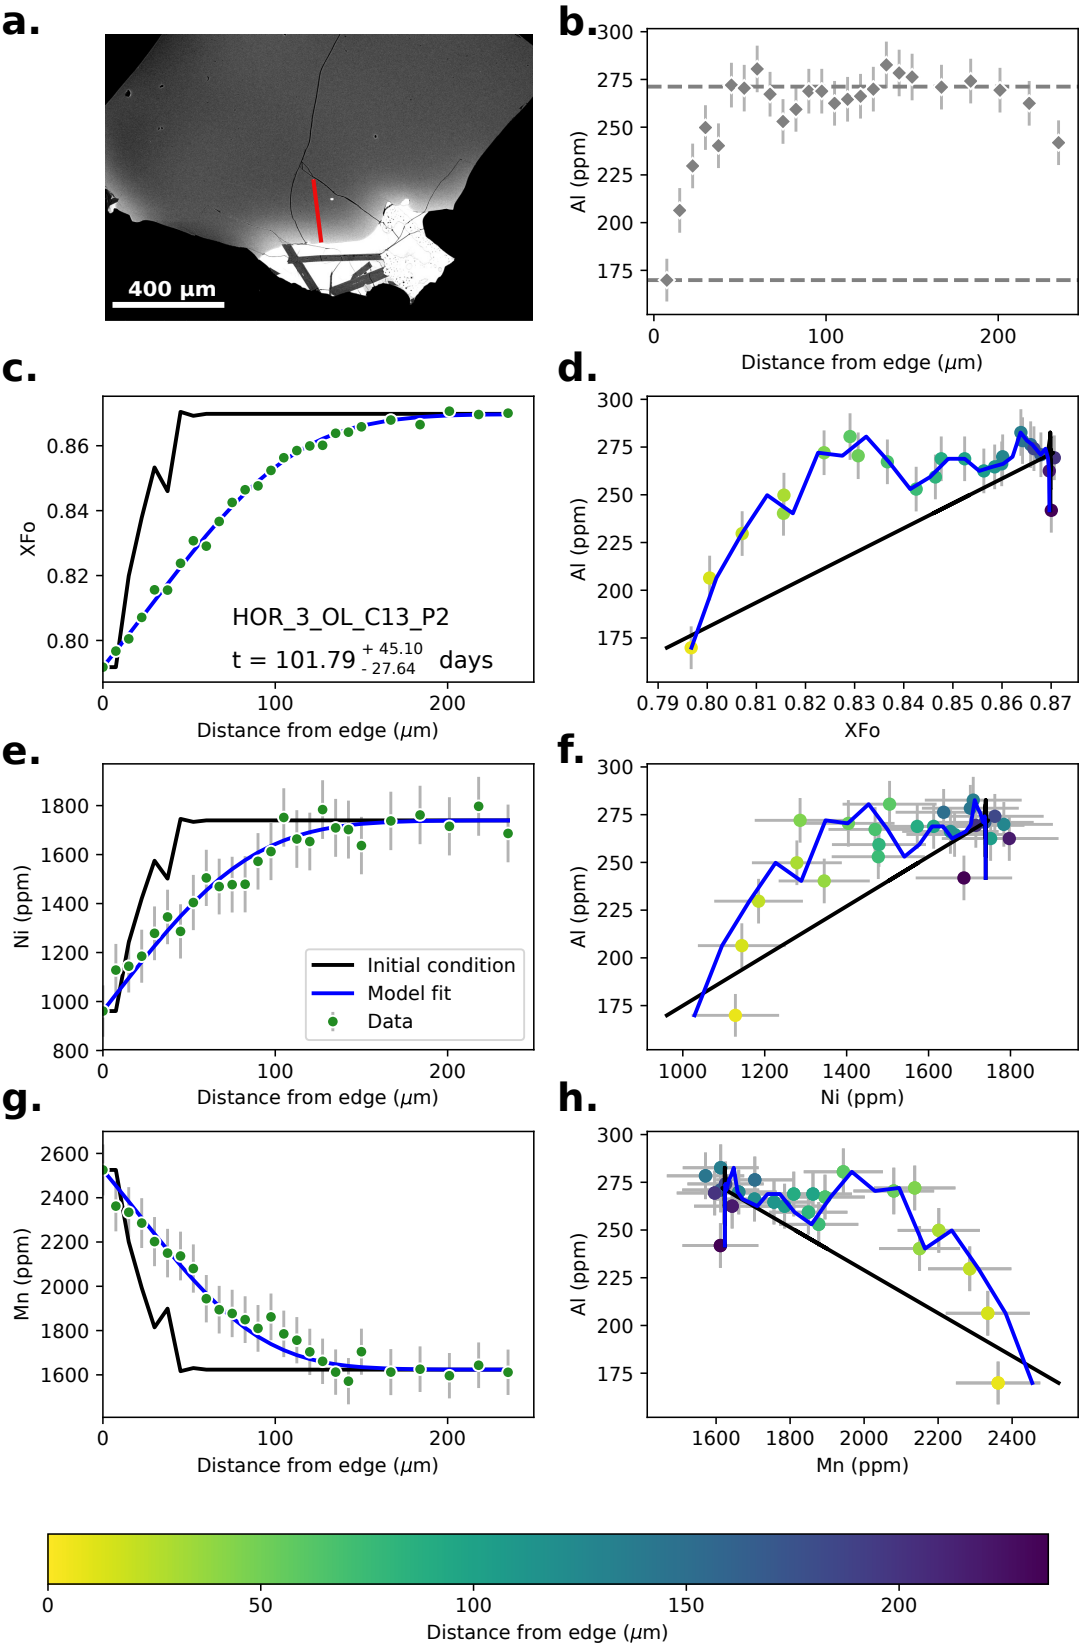 a.
400 µm
b.
300
275
250
225
200
175
Al (ppm)
0 100 200
Distance from edge (µm)
c.
0.86
0.84
0.82
0.80
XFo
HOR_3_OL_C13_P2
t = 101.79 + 45.10 - 27.64 days
0 100 200
Distance from edge (µm)
d.
300
275
250
225
200
175
Al (ppm)
0.79 0.80 0.81 0.82 0.83 0.84 0.85 0.86 0.87
XFo
e.
1800
1600
1400
1200
1000
800
Ni (ppm)
Initial condition
Model fit
Data
0 100 200
Distance from edge (µm)
f.
300
275
250
225
200
175
Al (ppm)
1000 1200 1400 1600 1800
Ni (ppm)
g.
2600
2400
2200
2000
1800
1600
Mn (ppm)
0 100 200
Distance from edge (µm)
h.
300
275
250
225
200
175
Al (ppm)
1600 1800 2000 2200 2400
Mn (ppm)
0 50 100 150 200
Distance from edge (µm)